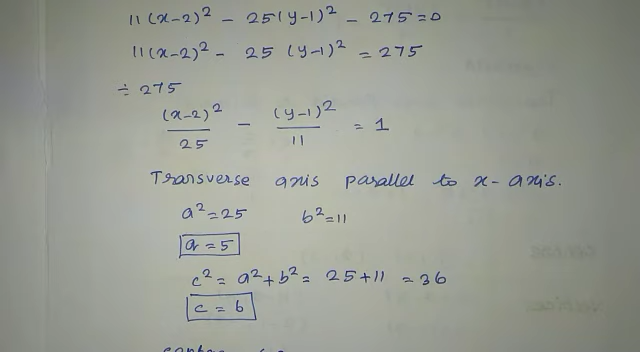 11(x-2)² - 25(y-1)² - 275 = 0
11(x-2)² - 25 (y-1)² = 275
÷ 275
(x-2)²/25 - (y-1)²/11 = 1
Transverse axis parallel to x-axis.
a² = 25 b² = 11
a = 5
c² = a² + b² = 25 + 11 = 36
c = 6